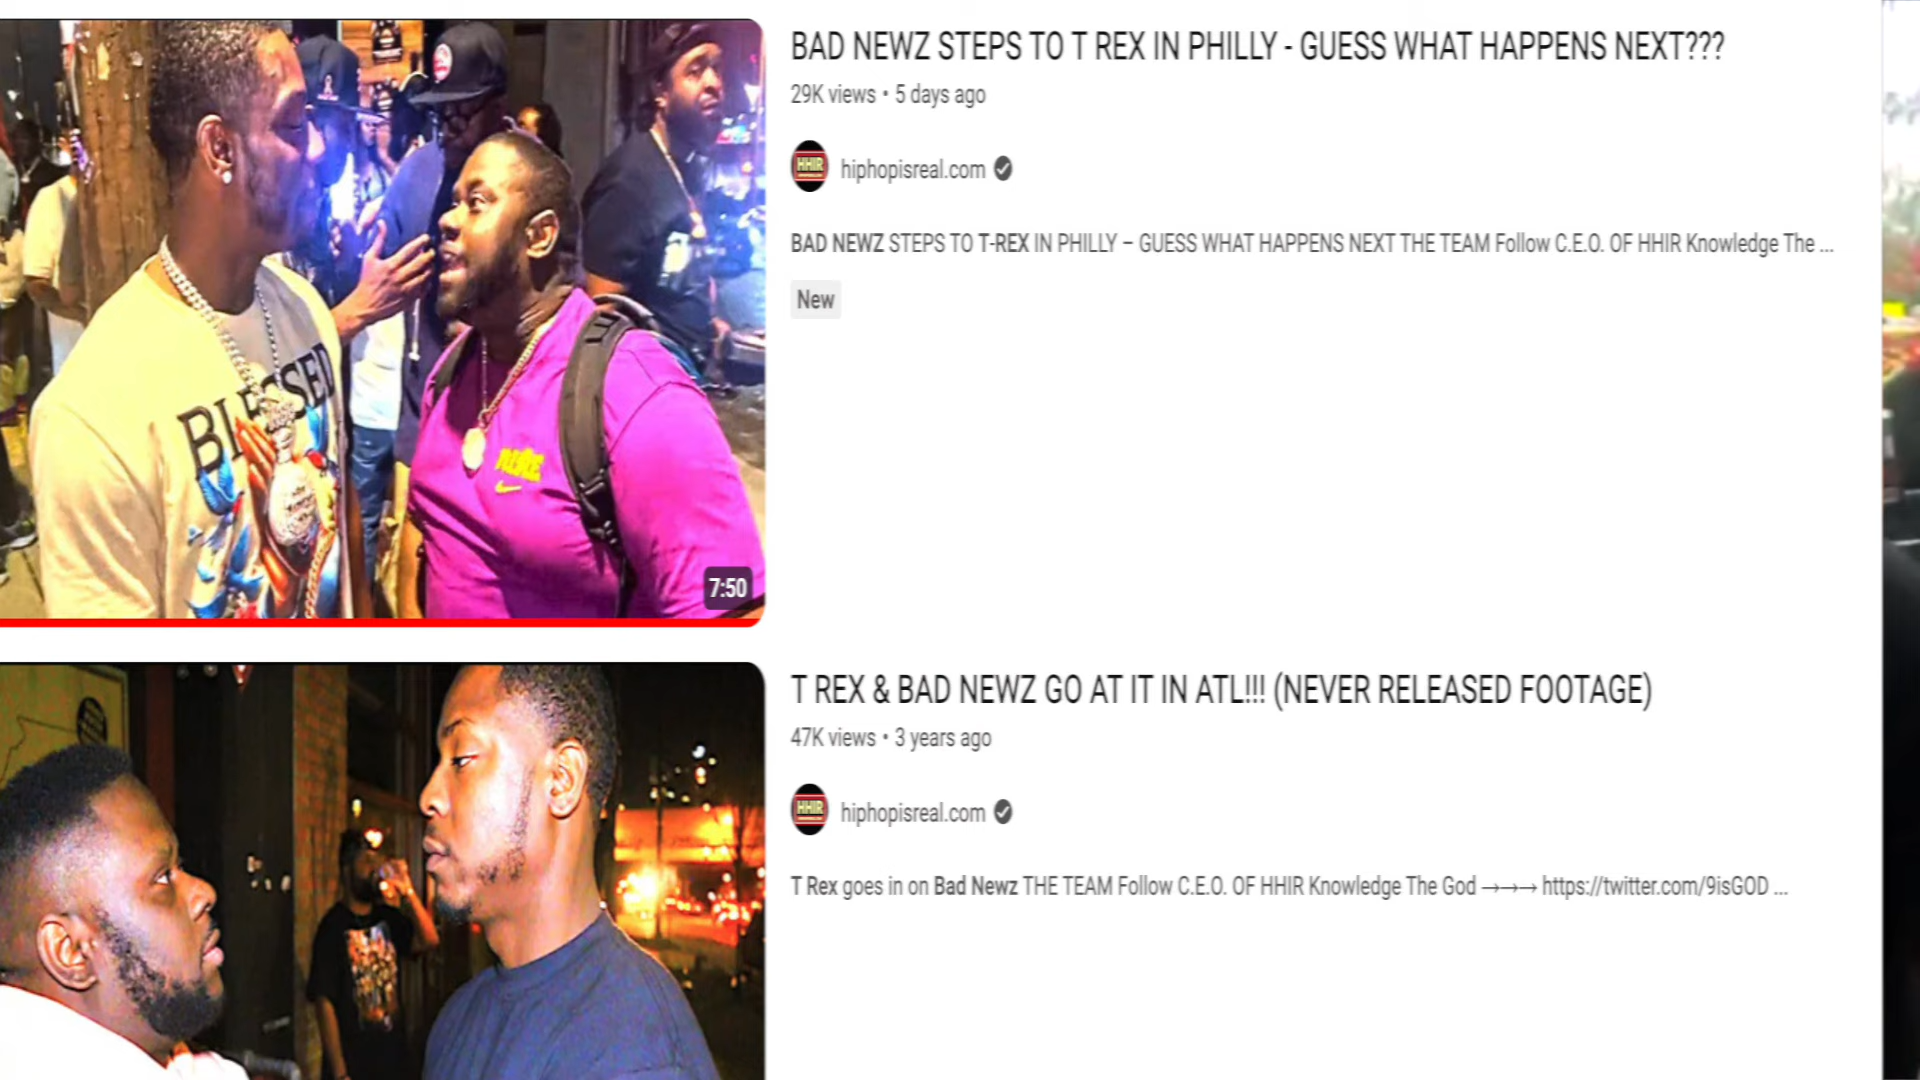 BAD NEWZ STEPS TO T REX IN PHILLY - GUESS WHAT HAPPENS NEXT???
29K views • 5 days ago
HHIR
hiphopisreal.com
BAD NEWZ STEPS TO T-REX IN PHILLY – GUESS WHAT HAPPENS NEXT THE TEAM Follow C.E.O. OF HHIR Knowledge The ...
New
BLESSED
7:50
T REX & BAD NEWZ GO AT IT IN ATL!!! (NEVER RELEASED FOOTAGE)
47K views • 3 years ago
HHIR
hiphopisreal.com
T Rex goes in on Bad Newz THE TEAM Follow C.E.O. OF HHIR Knowledge The God →→→ https://twitter.com/9isGOD ...